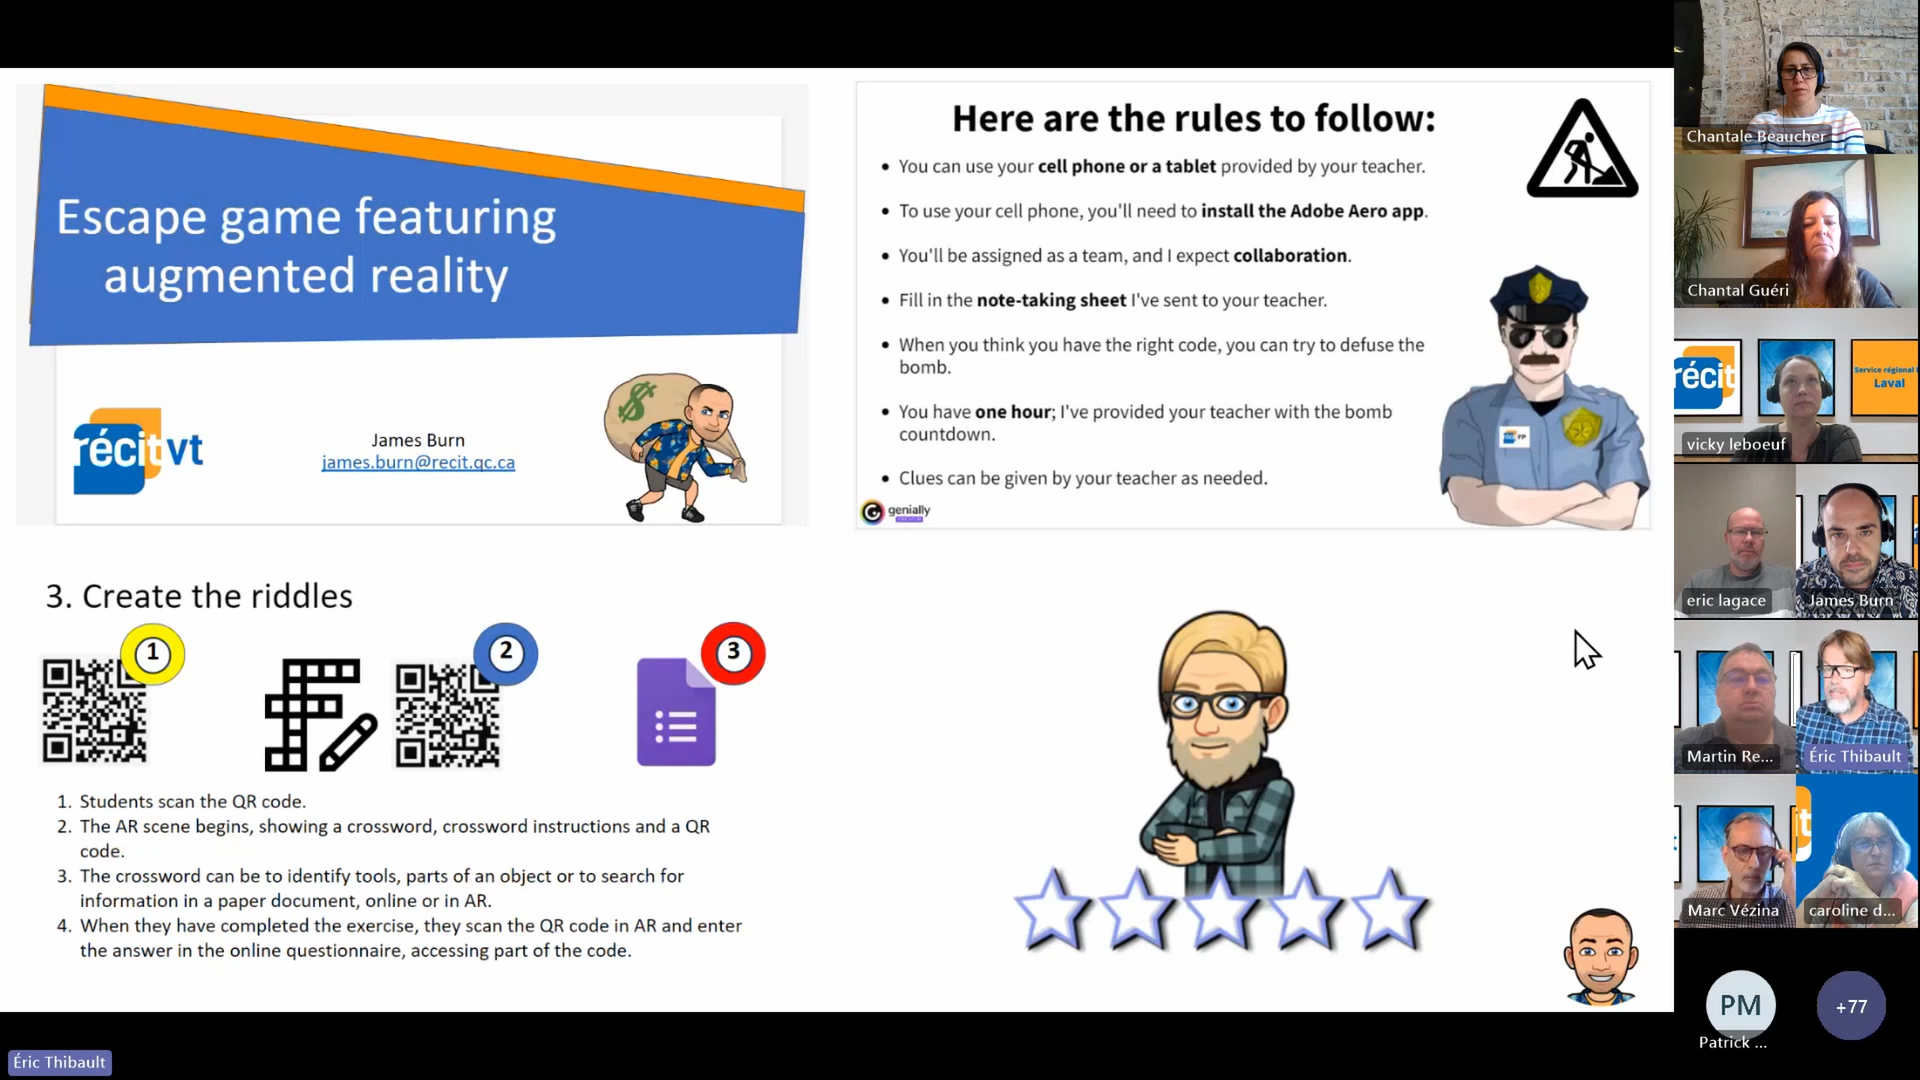 Escape game featuring
augmented reality
récit vt
James Burn
james.burn@recit.qc.ca
Here are the rules to follow:
• You can use your cell phone or a tablet provided by your teacher.
• To use your cell phone, you'll need to install the Adobe Aero app.
• You'll be assigned as a team, and I expect collaboration.
• Fill in the note-taking sheet I've sent to your teacher.
• When you think you have the right code, you can try to defuse the
bomb.
• You have one hour; I've provided your teacher with the bomb
countdown.
• Clues can be given by your teacher as needed.
genially
FP
3. Create the riddles
1
2
3
1. Students scan the QR code.
2. The AR scene begins, showing a crossword, crossword instructions and a QR
code.
3. The crossword can be to identify tools, parts of an object or to search for
information in a paper document, online or in AR.
4. When they have completed the exercise, they scan the QR code in AR and enter
the answer in the online questionnaire, accessing part of the code.
Chantale Beaucher
Chantal Guéri
récit
Service régional
Laval
vicky leboeuf
eric lagace
James Burn
Martin Re...
Éric Thibault
Marc Vézina
caroline d...
PM
Patrick ...
+77
Éric Thibault